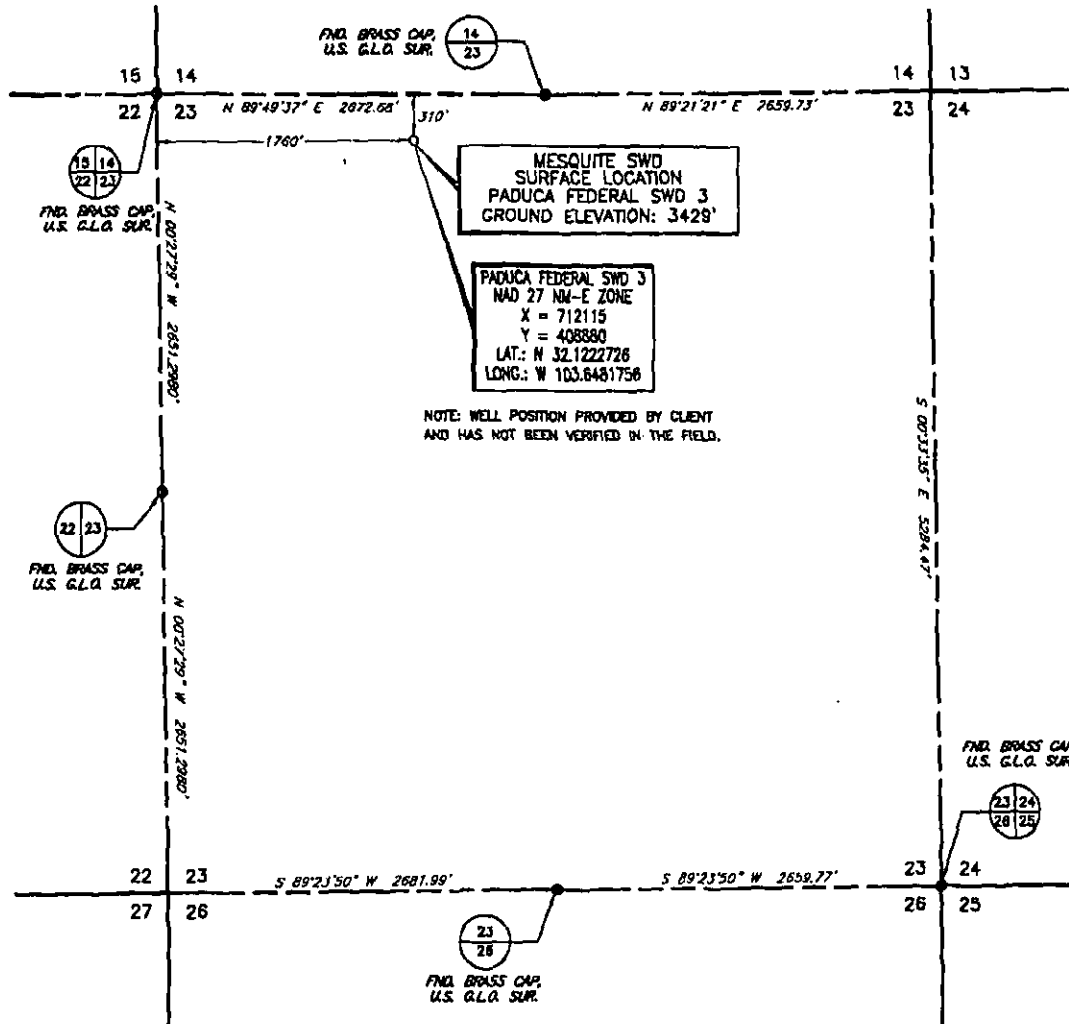 FND. BRASS CAP,
U.S. G.L.O. SUR.
14
23
15 14
22 23
14 13
23 24
N 89°49'37" E 2672.68'
N 89°21'21" E 2659.73'
310'
1760'
15 14
22 23
FND. BRASS CAP,
U.S. G.L.O. SUR.
MESQUITE SWD
SURFACE LOCATION
PADUCA FEDERAL SWD 3
GROUND ELEVATION: 3429'
PADUCA FEDERAL SWD 3
NAD 27 NM-E ZONE
X = 712115
Y = 408880
LAT.: N 32.1222726
LONG.: W 103.6481756
NOTE: WELL POSITION PROVIDED BY CLIENT
AND HAS NOT BEEN VERIFIED IN THE FIELD.
N 00°27'29" W 2651.2980'
S 00°33'35" E 5284.47'
22 23
FND. BRASS CAP,
U.S. G.L.O. SUR.
N 00°27'29" W 2651.2980'
FND. BRASS CAP
U.S. G.L.O. SUR
23 24
26 25
22 23
27 26
S 89°23'50" W 2681.99'
S 89°23'50" W 2659.77'
23 24
26 25
23
26
FND. BRASS CAP,
U.S. G.L.O. SUR.